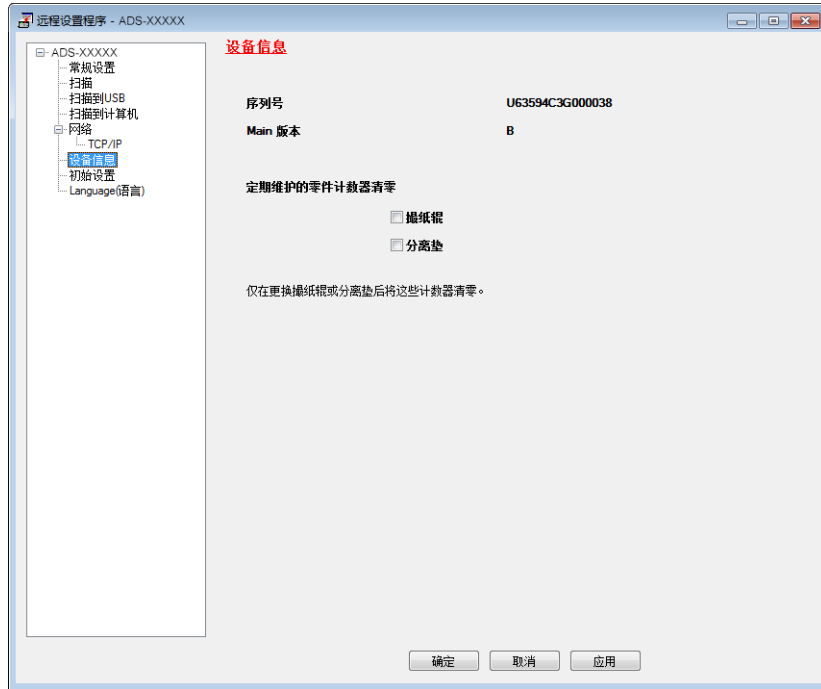 远程设置程序 - ADS-XXXXX
ADS-XXXXX
常规设置
扫描
扫描到USB
扫描到计算机
网络
TCP/IP
设备信息
初始设置
Language(语言)
设备信息
序列号 U63594C3G000038
Main 版本 B
定期维护的零件计数器清零
撮纸辊
分离垫
仅在更换撮纸辊或分离垫后将这些计数器清零。
确定 取消 应用